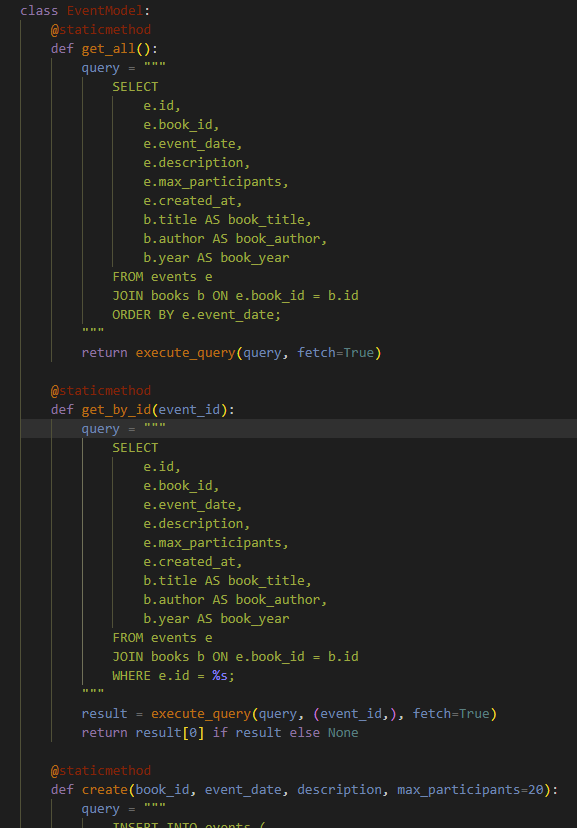 class EventModel:
@staticmethod
def get_all():
query = """
SELECT
e.id,
e.book_id,
e.event_date,
e.description,
e.max_participants,
e.created_at,
b.title AS book_title,
b.author AS book_author,
b.year AS book_year
FROM events e
JOIN books b ON e.book_id = b.id
ORDER BY e.event_date;
"""
return execute_query(query, fetch=True)
@staticmethod
def get_by_id(event_id):
query = """
SELECT
e.id,
e.book_id,
e.event_date,
e.description,
e.max_participants,
e.created_at,
b.title AS book_title,
b.author AS book_author,
b.year AS book_year
FROM events e
JOIN books b ON e.book_id = b.id
WHERE e.id = %s;
"""
result = execute_query(query, (event_id,), fetch=True)
return result[0] if result else None
@staticmethod
def create(book_id, event_date, description, max_participants=20):
query = """
INSERT INTO events (